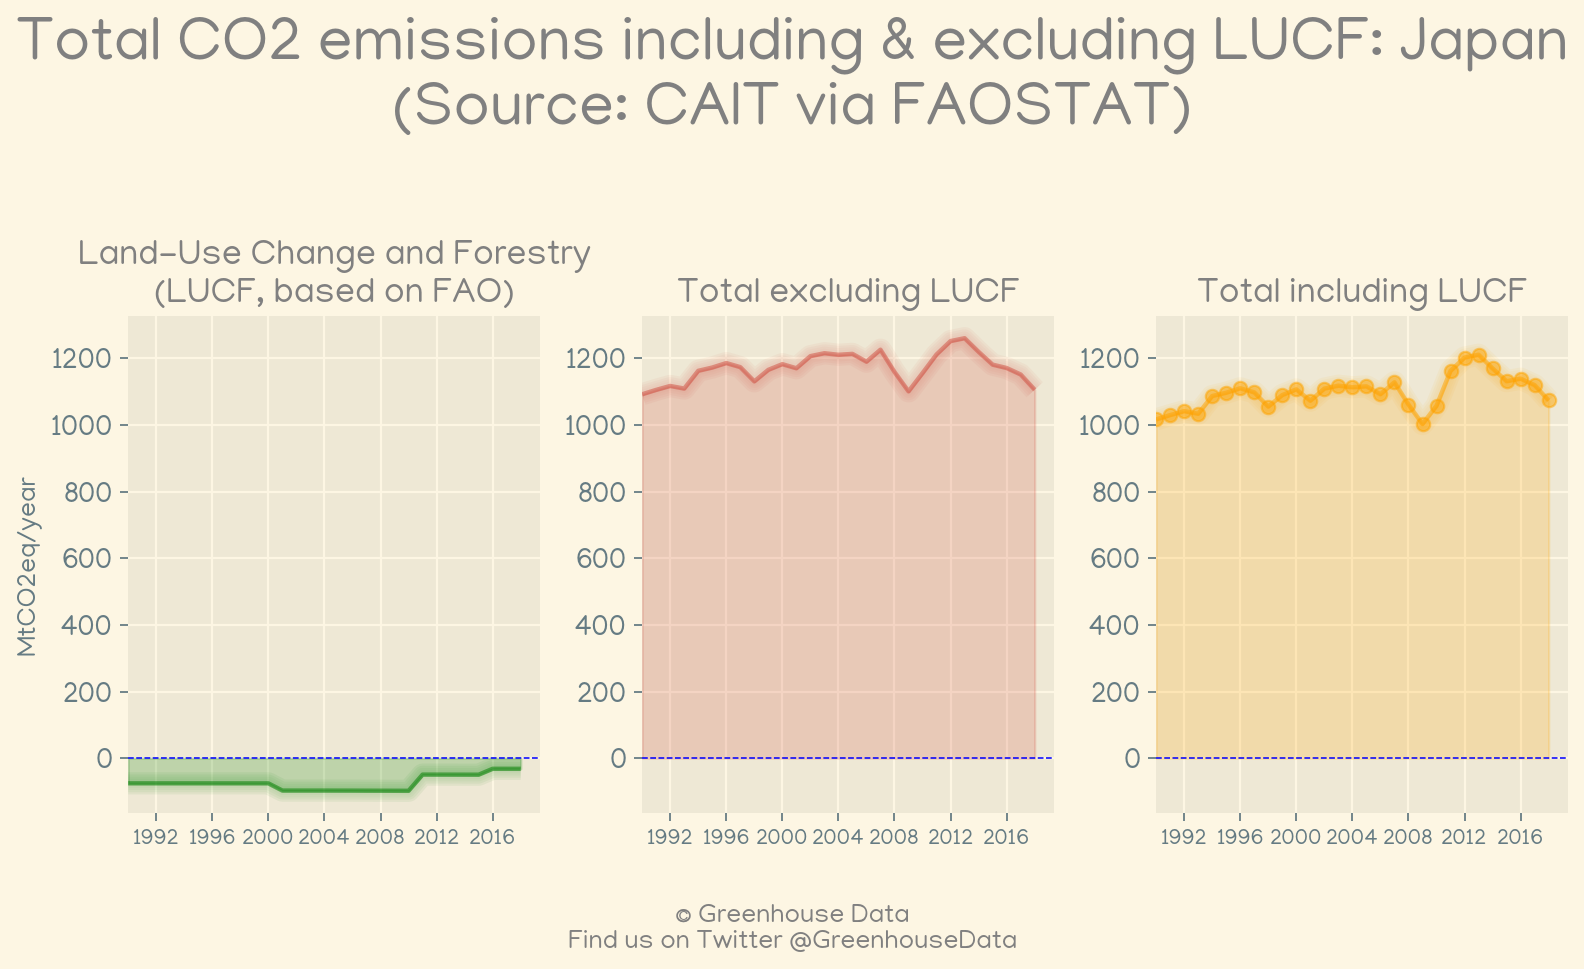 Total CO2 emissions including & excluding LUCF: Japan
(Source: CAIT via FAOSTAT)
Land-Use Change and Forestry
(LUCF, based on FAO)
Total excluding LUCF
Total including LUCF
MtCO2eq/year
1200
1000
800
600
400
200
0
1992 1996 2000 2004 2008 2012 2016
1200
1000
800
600
400
200
0
1992 1996 2000 2004 2008 2012 2016
1200
1000
800
600
400
200
0
1992 1996 2000 2004 2008 2012 2016
© Greenhouse Data
Find us on Twitter @GreenhouseData